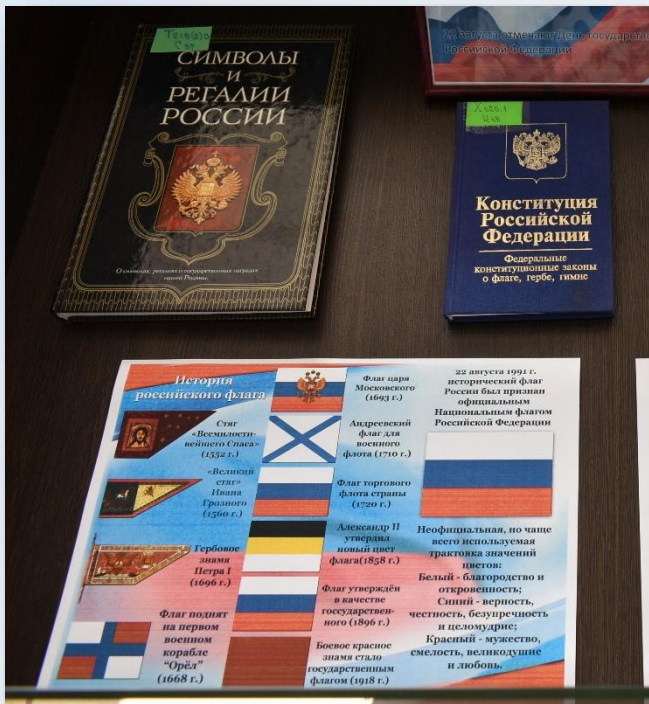 СИМВОЛЫ
И
РЕГАЛИИ
РОССИИ
22 августа отмечают День государств
Российской Федерации
Конституция
Российской
Федерации
Федеральные
конституционные законы
о флаге, гербе, гимне
История
российского флага
Стяг
«Всемилости-
вейшего Спаса»
(1552 г.)
«Великий
стяг»
Ивана
Грозного
(1560 г.)
Гербовое
знамя
Петра I
(1696 г.)
Флаг поднят
на первом
военном
корабле
"Орёл"
(1668 г.)
Флаг царя
Московского
(1693 г.)
Андреевский
флаг для
военного
флота (1710 г.)
Флаг торгового
флота страны
(1720 г.)
Александр II
утвердил
новый цвет
флага(1858 г.)
Флаг утверждён
в качестве
государствен-
ного (1896 г.)
Боевое красное
знамя стало
государственным
флагом (1918 г.)
22 августа 1991 г.
исторический флаг
России был признан
официальным
Национальным флагом
Российской Федерации
Неофициальная, но чаще
всего используемая
трактовка значений
цветов:
Белый - благородство и
откровенность;
Синий - верность,
честность, безупречность
и целомудрие;
Красный - мужество,
смелость, великодушие
и любовь.